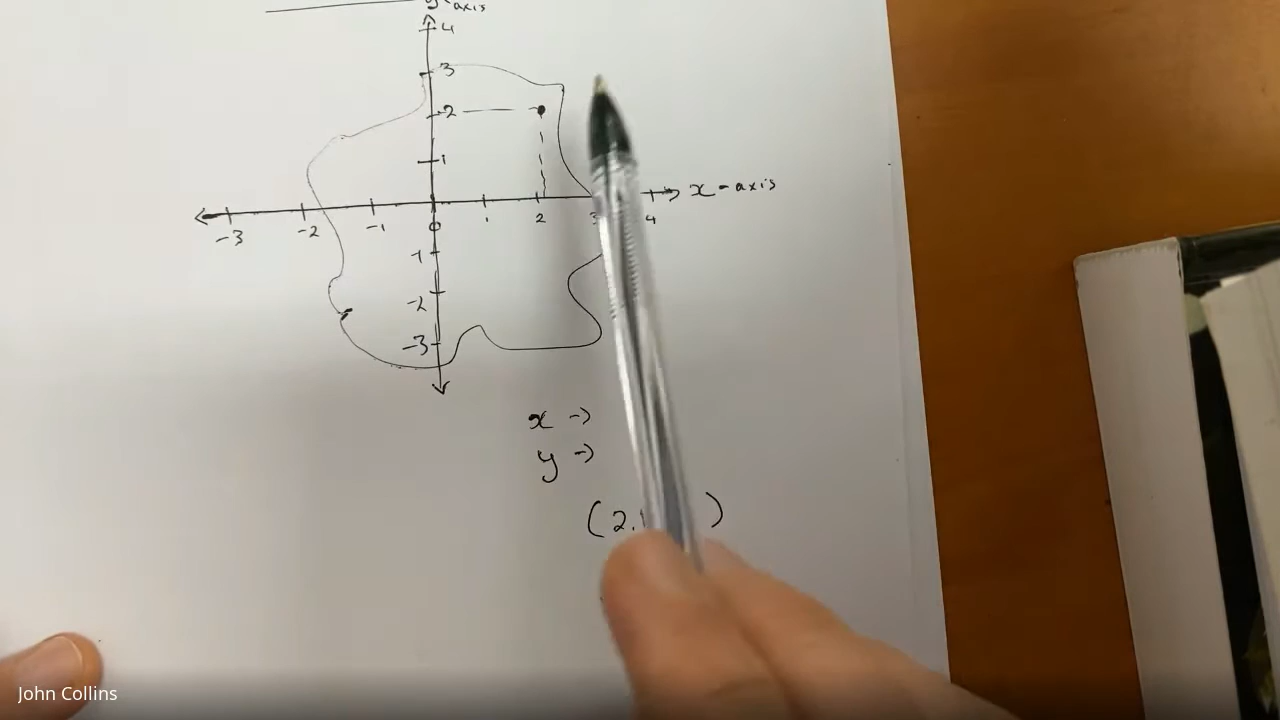 y-axis
4
3
2
1
x-axis
-3 -2 -1 0 1 2 3 4
-1
-2
-3
x →
y →
(2. )
John Collins